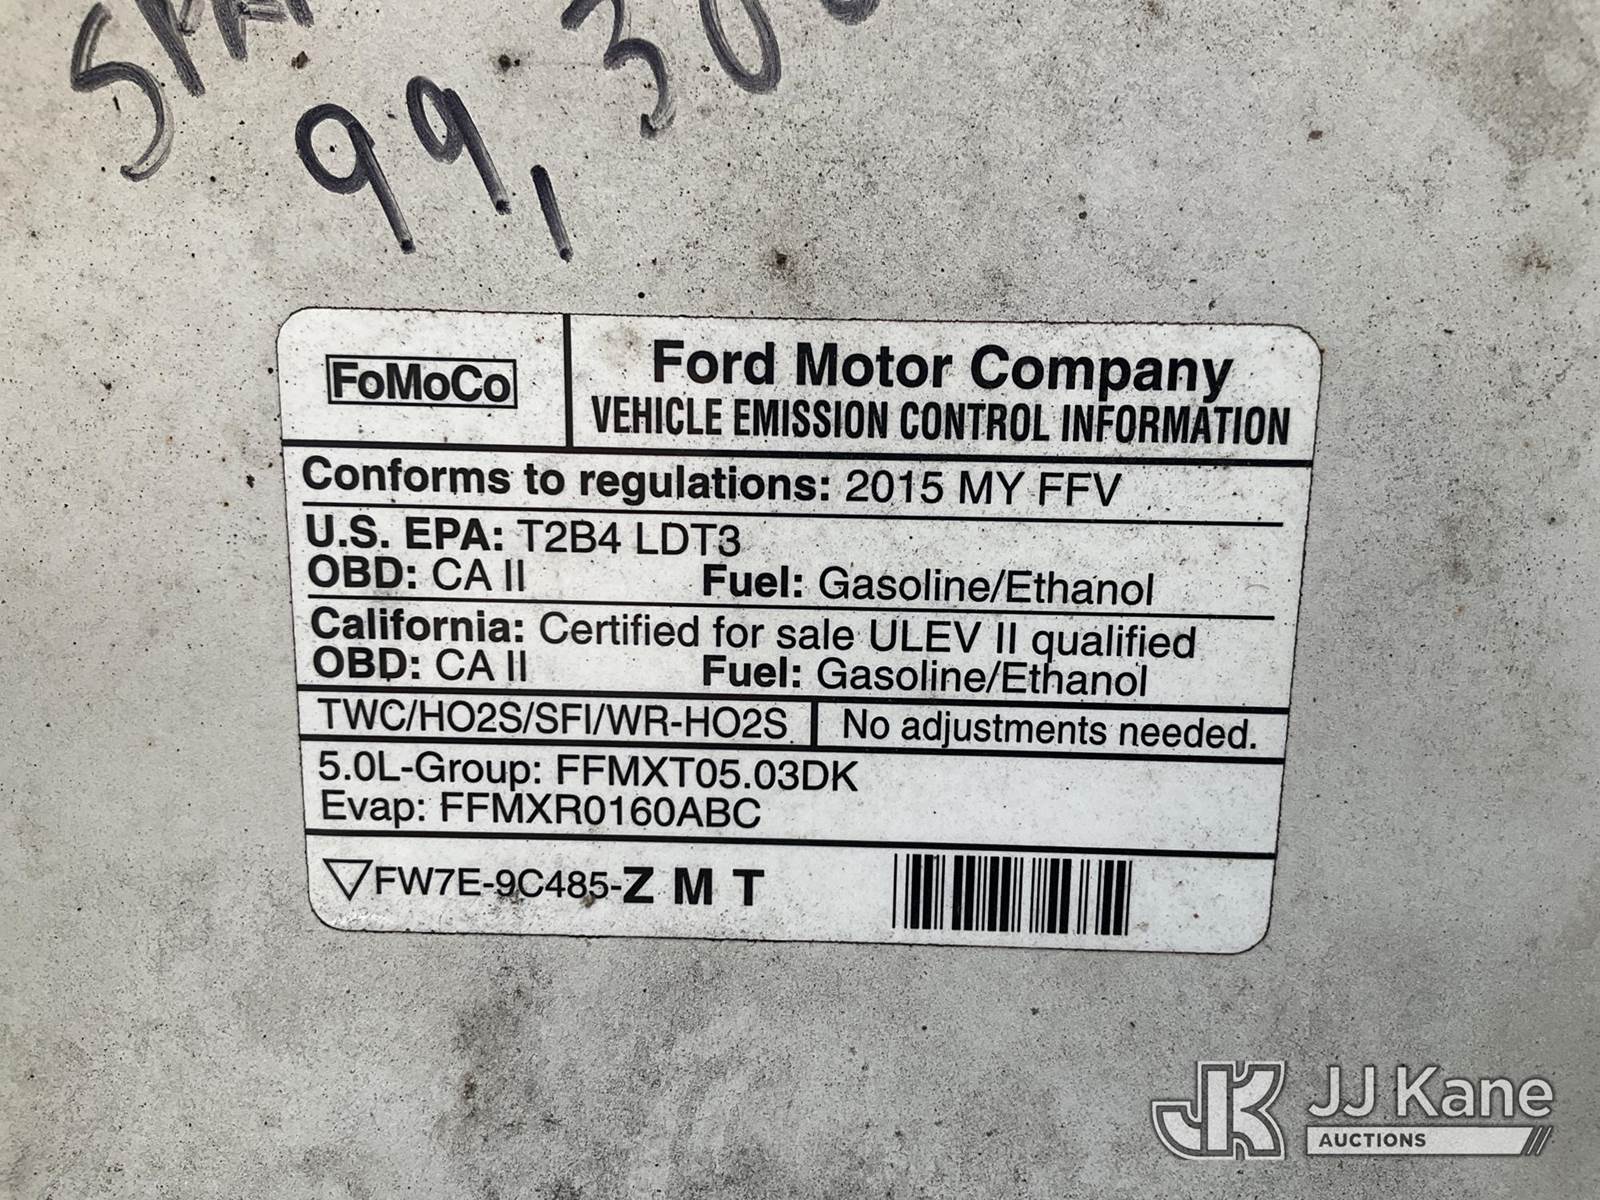 99,
FoMoCo
Ford Motor Company
VEHICLE EMISSION CONTROL INFORMATION
Conforms to regulations: 2015 MY FFV
U.S. EPA: T2B4 LDT3
OBD: CA II Fuel: Gasoline/Ethanol
California: Certified for sale ULEV II qualified
OBD: CA II Fuel: Gasoline/Ethanol
TWC/HO2S/SFI/WR-HO2S No adjustments needed.
5.0L-Group: FFMXT05.03DK
Evap: FFMXR0160ABC
FW7E-9C485-Z M T
JK JJ Kane
AUCTIONS